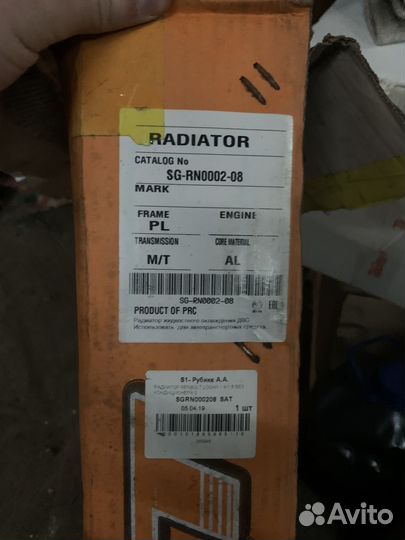 RADIATOR
CATALOG No
SG-RN0002-08
MARK
FRAME ENGINE
PL
TRANSMISSION CORE MATERIAL
M/T AL
SG-RN0002-08
PRODUCT OF PRC
Радиатор жидкостного охлаждения ДВС
Использовать для автотранспортных средств
S1- Рубика А.А.
SGRN000208 SAT
05.04.19 1 шт
Avito